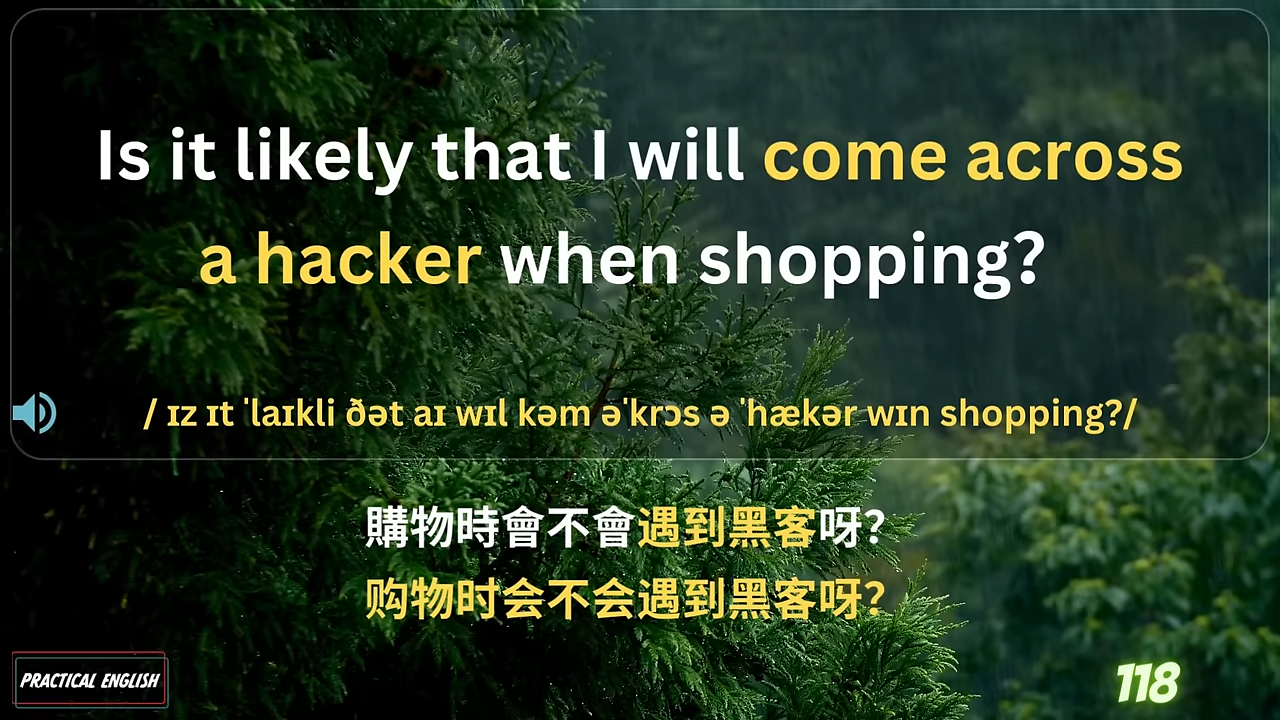 Is it likely that I will come across
a hacker when shopping?
/ ɪz ɪt ˈlaɪkli ðət aɪ wɪl kəm əˈkrɔs ə ˈhækər wɪn shopping?/
購物時會不會遇到黑客呀?
购物时会不会遇到黑客呀?
PRACTICAL ENGLISH
118